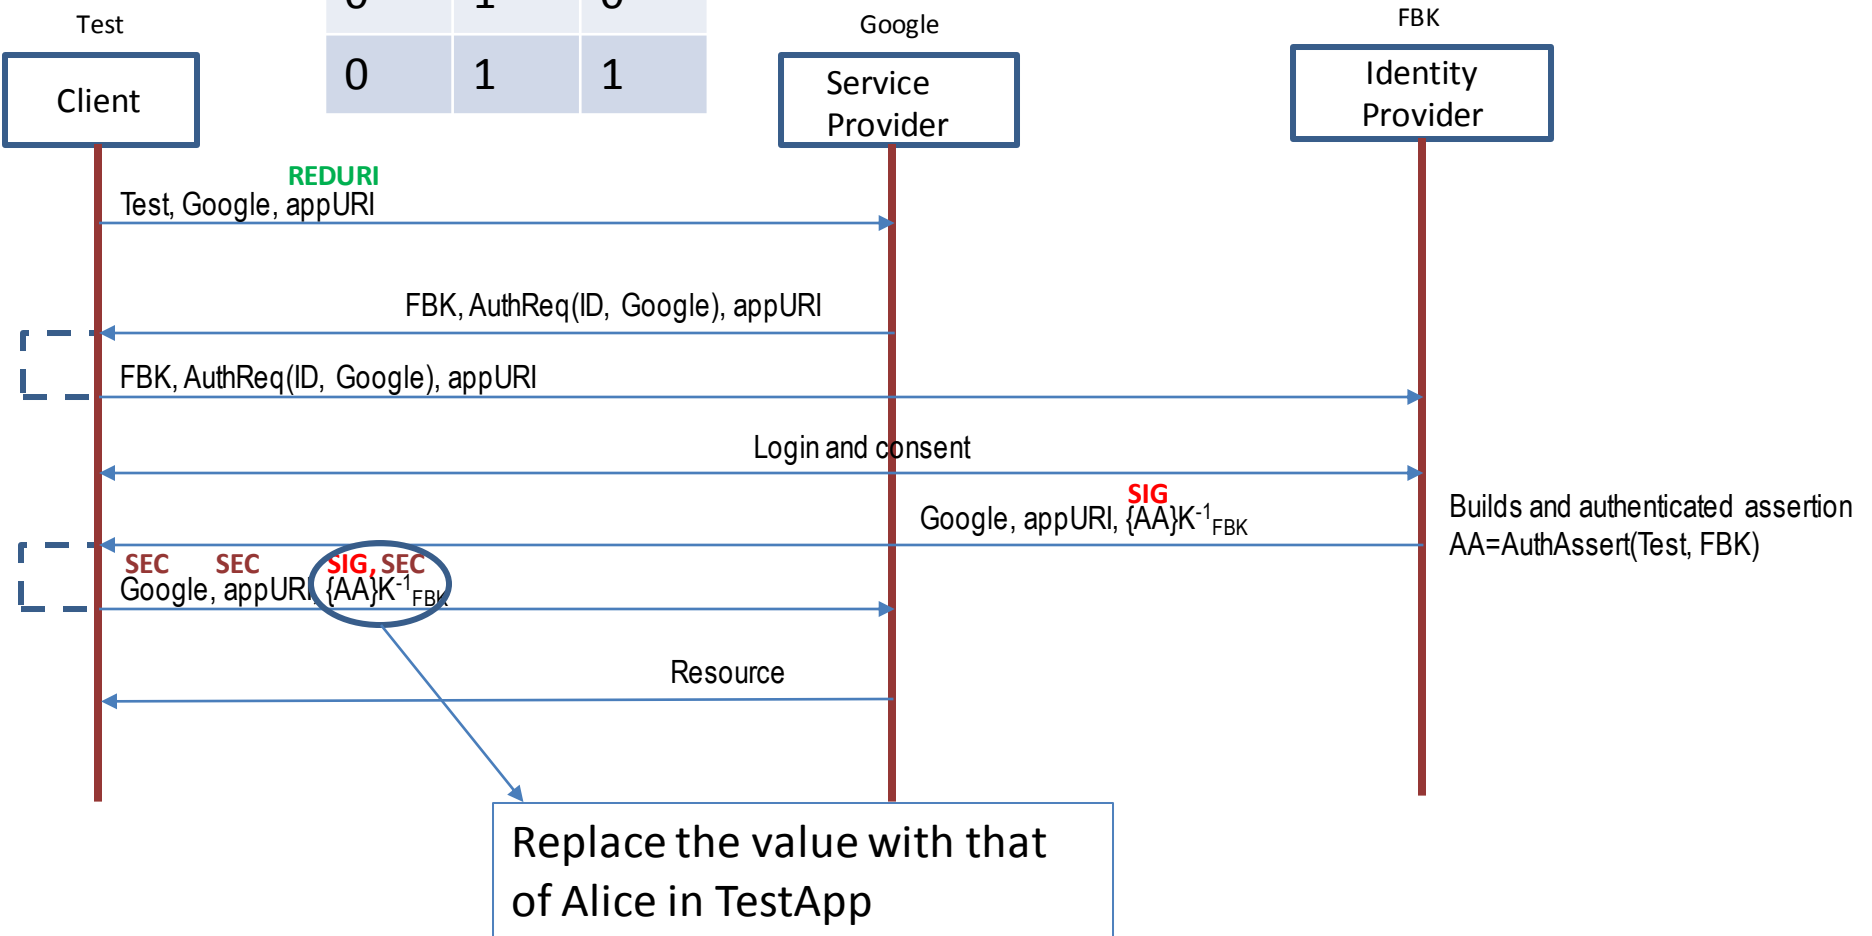 0 1 0
Test
Google
FBK
0 1 1
Client
Service
Provider
Identity
Provider
REDURI
Test, Google, appURI
FBK, AuthReq(ID, Google), appURI
FBK, AuthReq(ID, Google), appURI
Login and consent
SIG
Google, appURI, {AA}K-1FBK
Builds and authenticated assertion
AA=AuthAssert(Test, FBK)
SEC SEC SIG, SEC
Google, appURI, {AA}K-1FBK
Resource
Replace the value with that
of Alice in TestApp